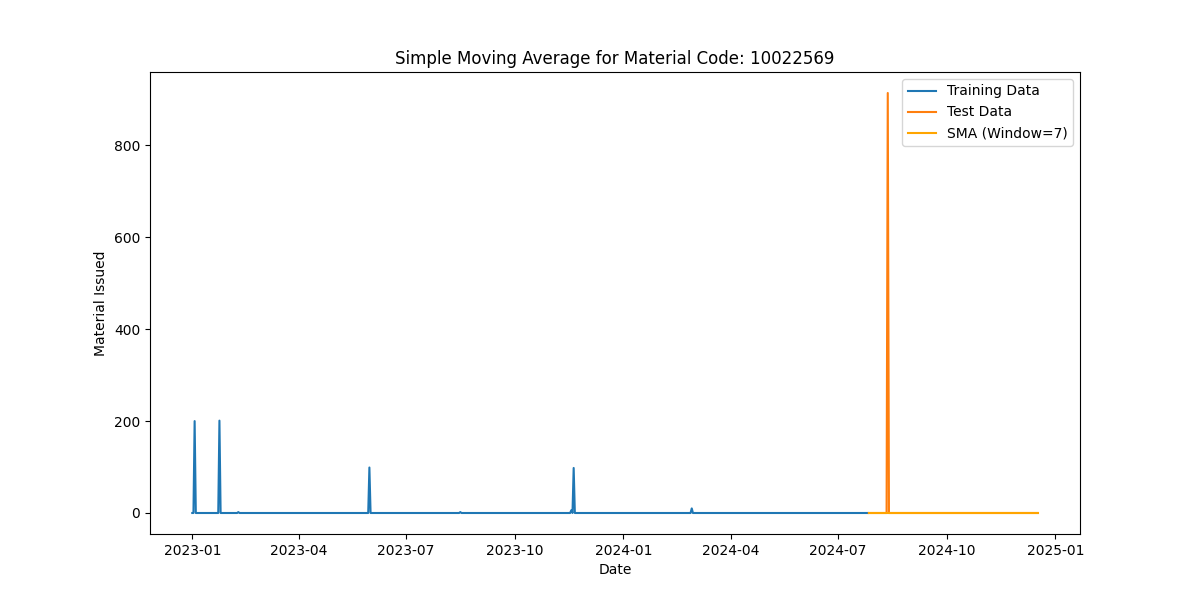 Simple Moving Average for Material Code: 10022569
Training Data
Test Data
SMA (Window=7)
Material Issued
800
600
400
200
0
2023-01 2023-04 2023-07 2023-10 2024-01 2024-04 2024-07 2024-10 2025-01
Date